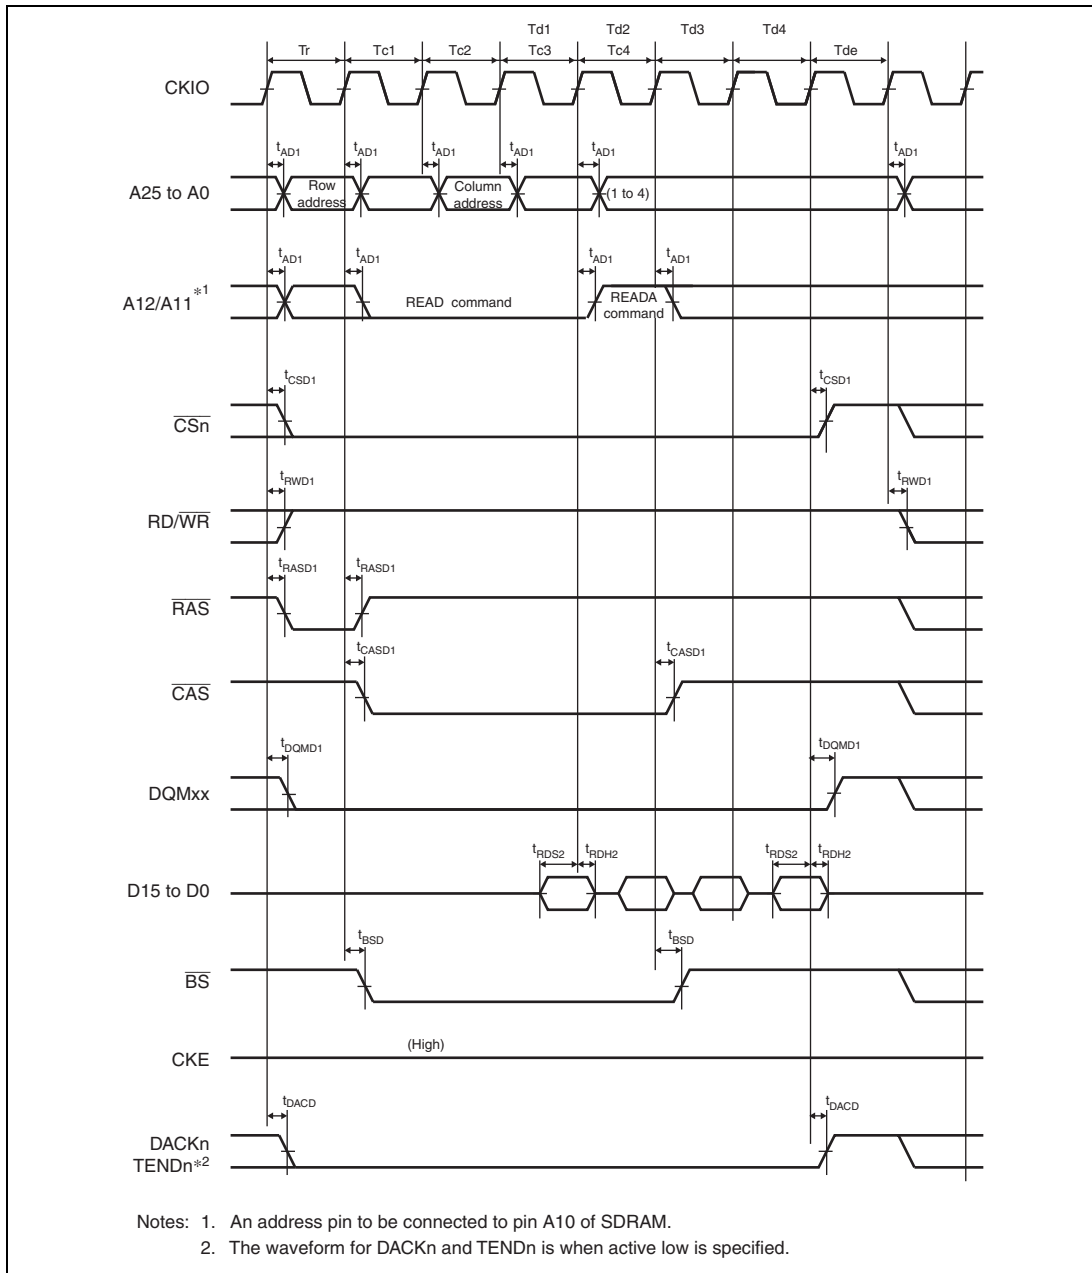 Td1 Td2 Td3 Td4
Tr Tc1 Tc2 Tc3 Tc4 Tde
CKIO
tAD1 tAD1 tAD1 tAD1 tAD1 tAD1
A25 to A0
Row address
Column address
(1 to 4)
tAD1 tAD1 tAD1 tAD1
A12/A11*1
READ command
READA command
tCSD1 tCSD1
CSn
tRWD1 tRWD1
RD/WR
tRASD1 tRASD1
RAS
tCASD1 tCASD1
CAS
tDQMD1 tDQMD1
DQMxx
tRDS2 tRDH2 tRDS2 tRDH2
D15 to D0
tBSD tBSD
BS
(High)
CKE
tDACD tDACD
DACKn
TENDn*2
Notes: 1. An address pin to be connected to pin A10 of SDRAM.
2. The waveform for DACKn and TENDn is when active low is specified.